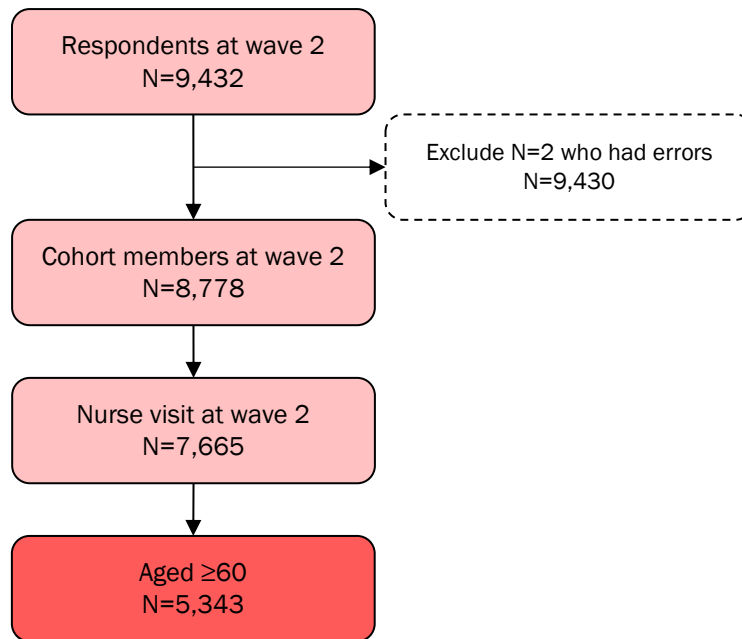 Respondents at wave 2
N=9,432
Exclude N=2 who had errors
N=9,430
Cohort members at wave 2
N=8,778
Nurse visit at wave 2
N=7,665
Aged ≥60
N=5,343